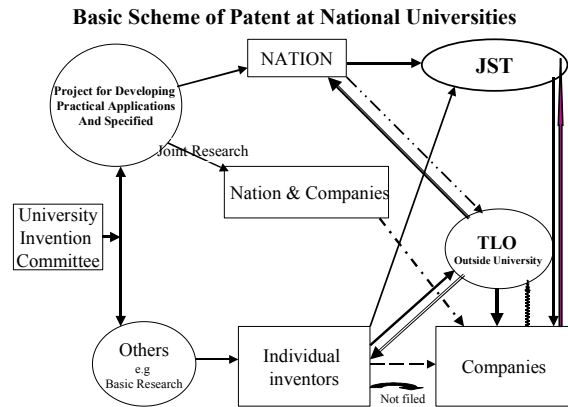 Basic Scheme of Patent at National Universities
NATION
JST
Project for Developing
Practical Applications
And Specified
Joint Research
Nation & Companies
University
Invention
Committee
TLO
Outside University
Others
e.g
Basic Research
Individual
inventors
Companies
Not filed